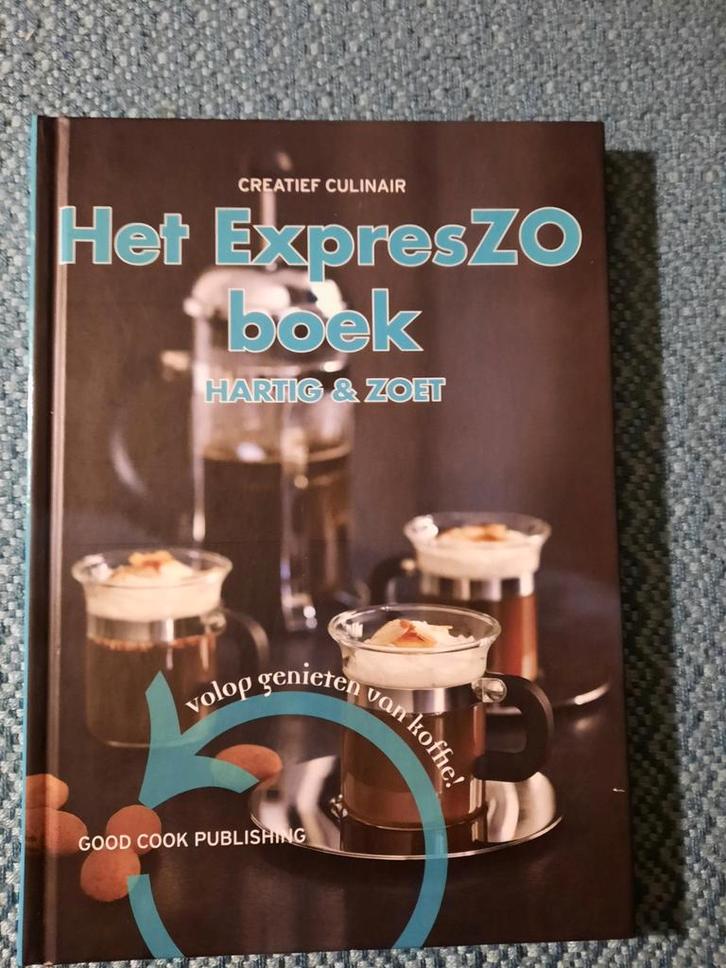 CREATIEF CULINAIR
Het ExpresZO
boek
HARTIG & ZOET
volop genieten van koffie!
GOOD COOK PUBLISHING